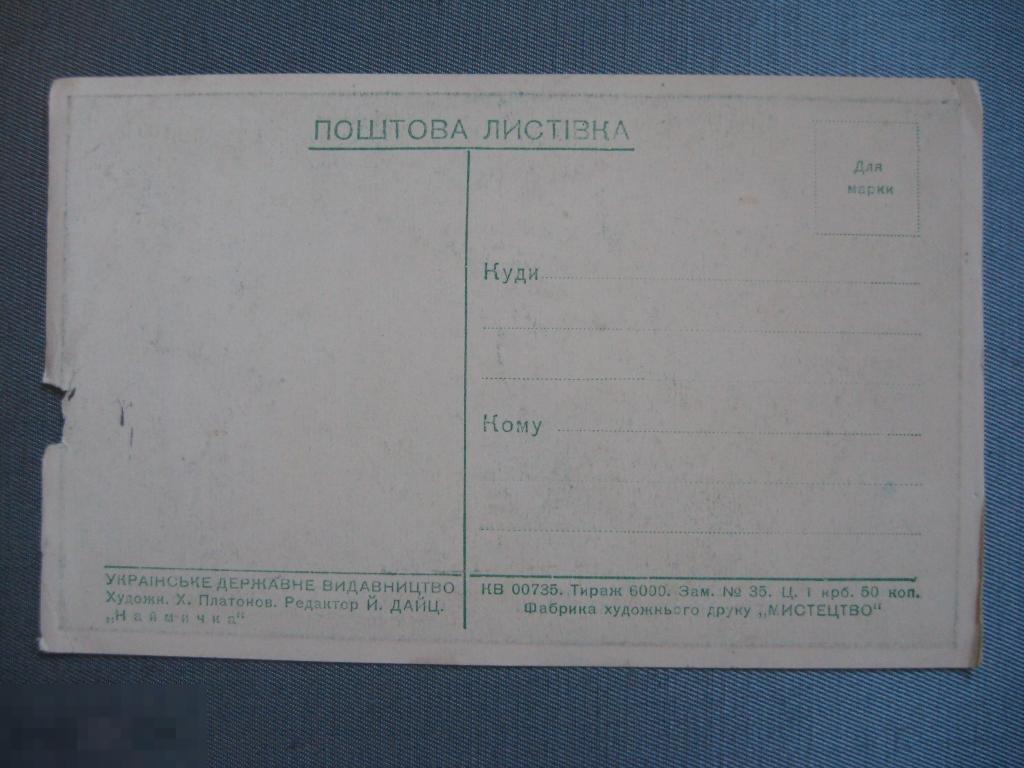 ПОШТОВА ЛИСТІВКА
Для
марки
Куди
Кому
УКРАЇНСЬКЕ ДЕРЖАВНЕ ВИДАВНИЦТВО
Художн. Х. Платонов. Редактор Й. ДАЙЦ.
„Наймичка"
КВ 00735. Тираж 6000. Зам. № 35. Ц. 1 крб. 50 коп.
Фабрика художнього друку „МИСТЕЦТВО"